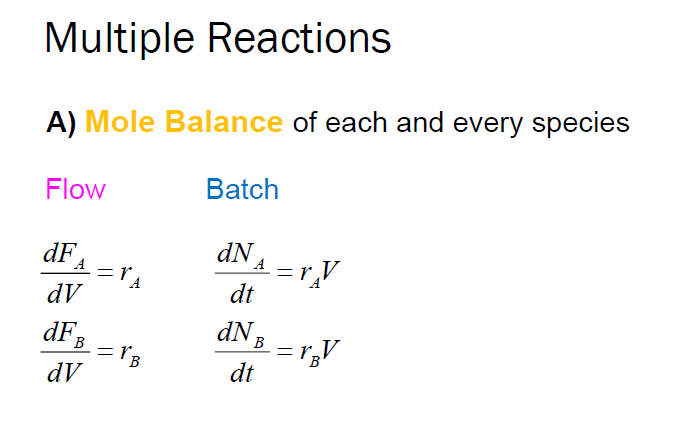 Multiple Reactions
A) Mole Balance of each and every species
Flow Batch
dF_A/dV = r_A dN_A/dt = r_A V
dF_B/dV = r_B dN_B/dt = r_B V